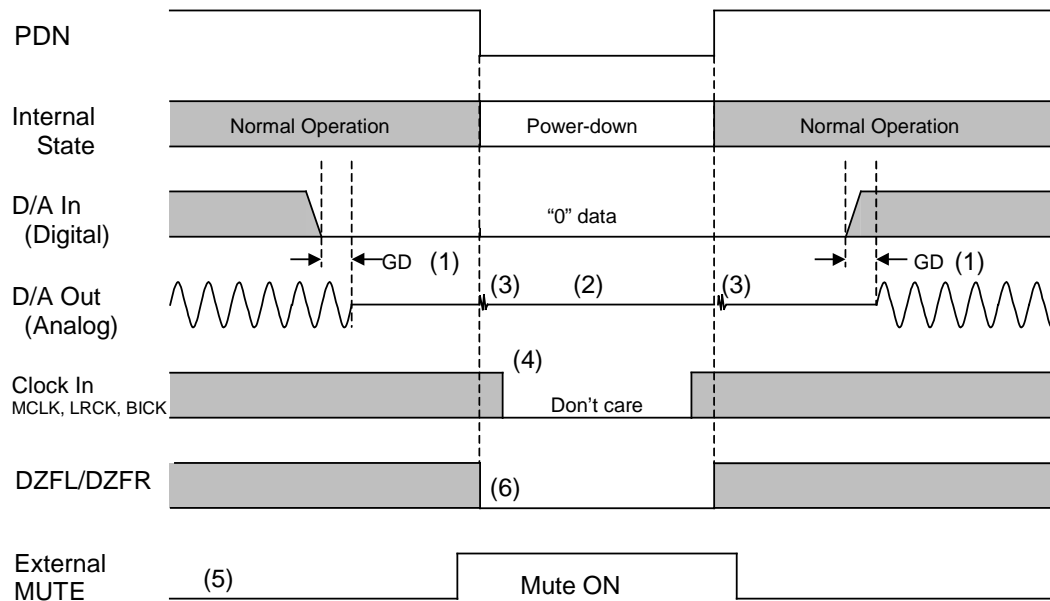 PDN
Internal
State
Normal Operation
Power-down
Normal Operation
D/A In
(Digital)
“0” data
GD (1)
GD (1)
D/A Out
(Analog)
(3)
(2)
(3)
Clock In
MCLK, LRCK, BICK
(4)
Don’t care
DZFL/DZFR
(6)
External
MUTE
(5)
Mute ON